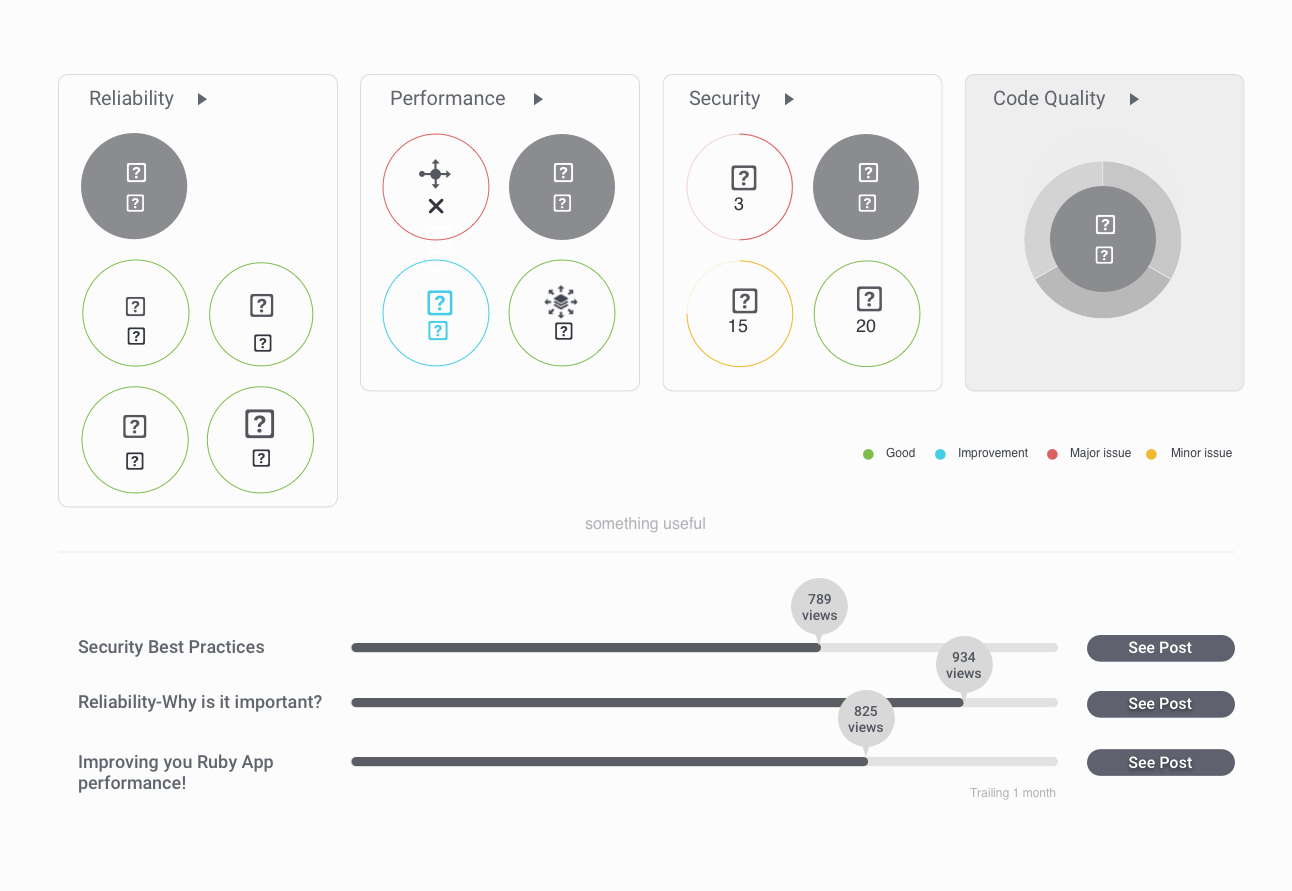 Reliability
Performance
Security
Code Quality
3
15
20
Good
Improvement
Major issue
Minor issue
something useful
789
views
Security Best Practices
See Post
934
views
Reliability-Why is it important?
See Post
825
views
Improving you Ruby App
performance!
See Post
Trailing 1 month